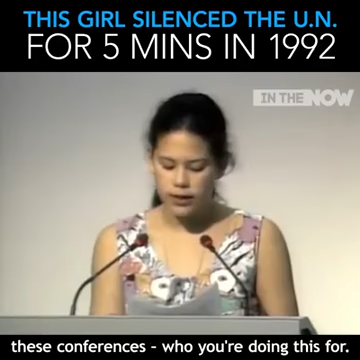 THIS GIRL SILENCED THE U.N.
FOR 5 MINS IN 1992
IN THE NOW
these conferences - who you're doing this for.